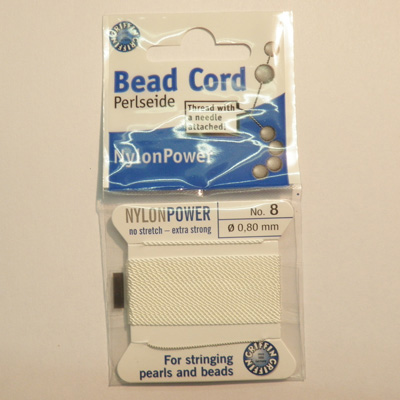 Bead Cord
Perlseide
Thread with
a needle
attached.
NylonPower
NYLONPOWER
no stretch – extra strong
No. 8
Ø 0,80 mm
GRIFFIN
For stringing
pearls and beads